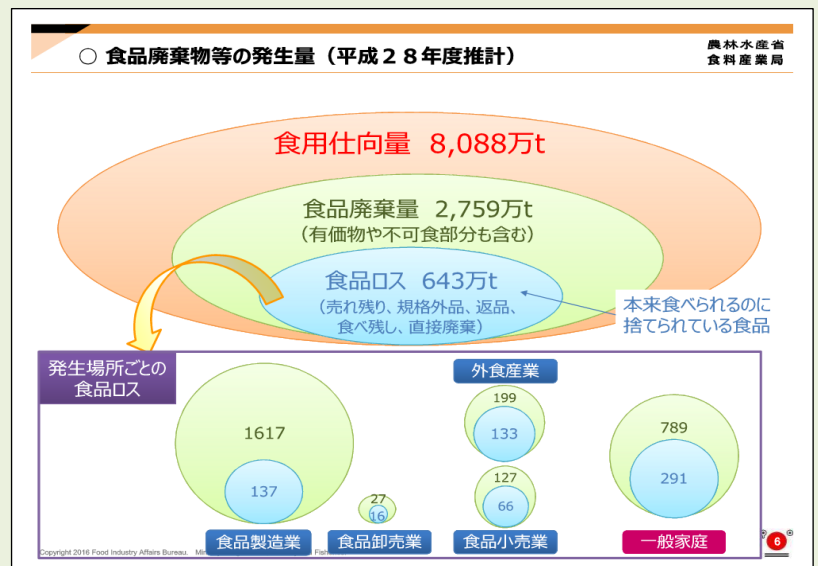 ○ 食品廃棄物等の発生量（平成２８年度推計）
農林水産省
食料産業局
食用仕向量 8,088万t
食品廃棄量 2,759万t
（有価物や不可食部分も含む）
食品ロス 643万t
（売れ残り、規格外品、返品、
食べ残し、直接廃棄）
本来食べられるのに
捨てられている食品
発生場所ごとの
食品ロス
外食産業
1617
137
27
16
199
133
127
66
789
291
食品製造業
食品卸売業
食品小売業
一般家庭
Copyright 2016 Food Industry Affairs Bureau.
6